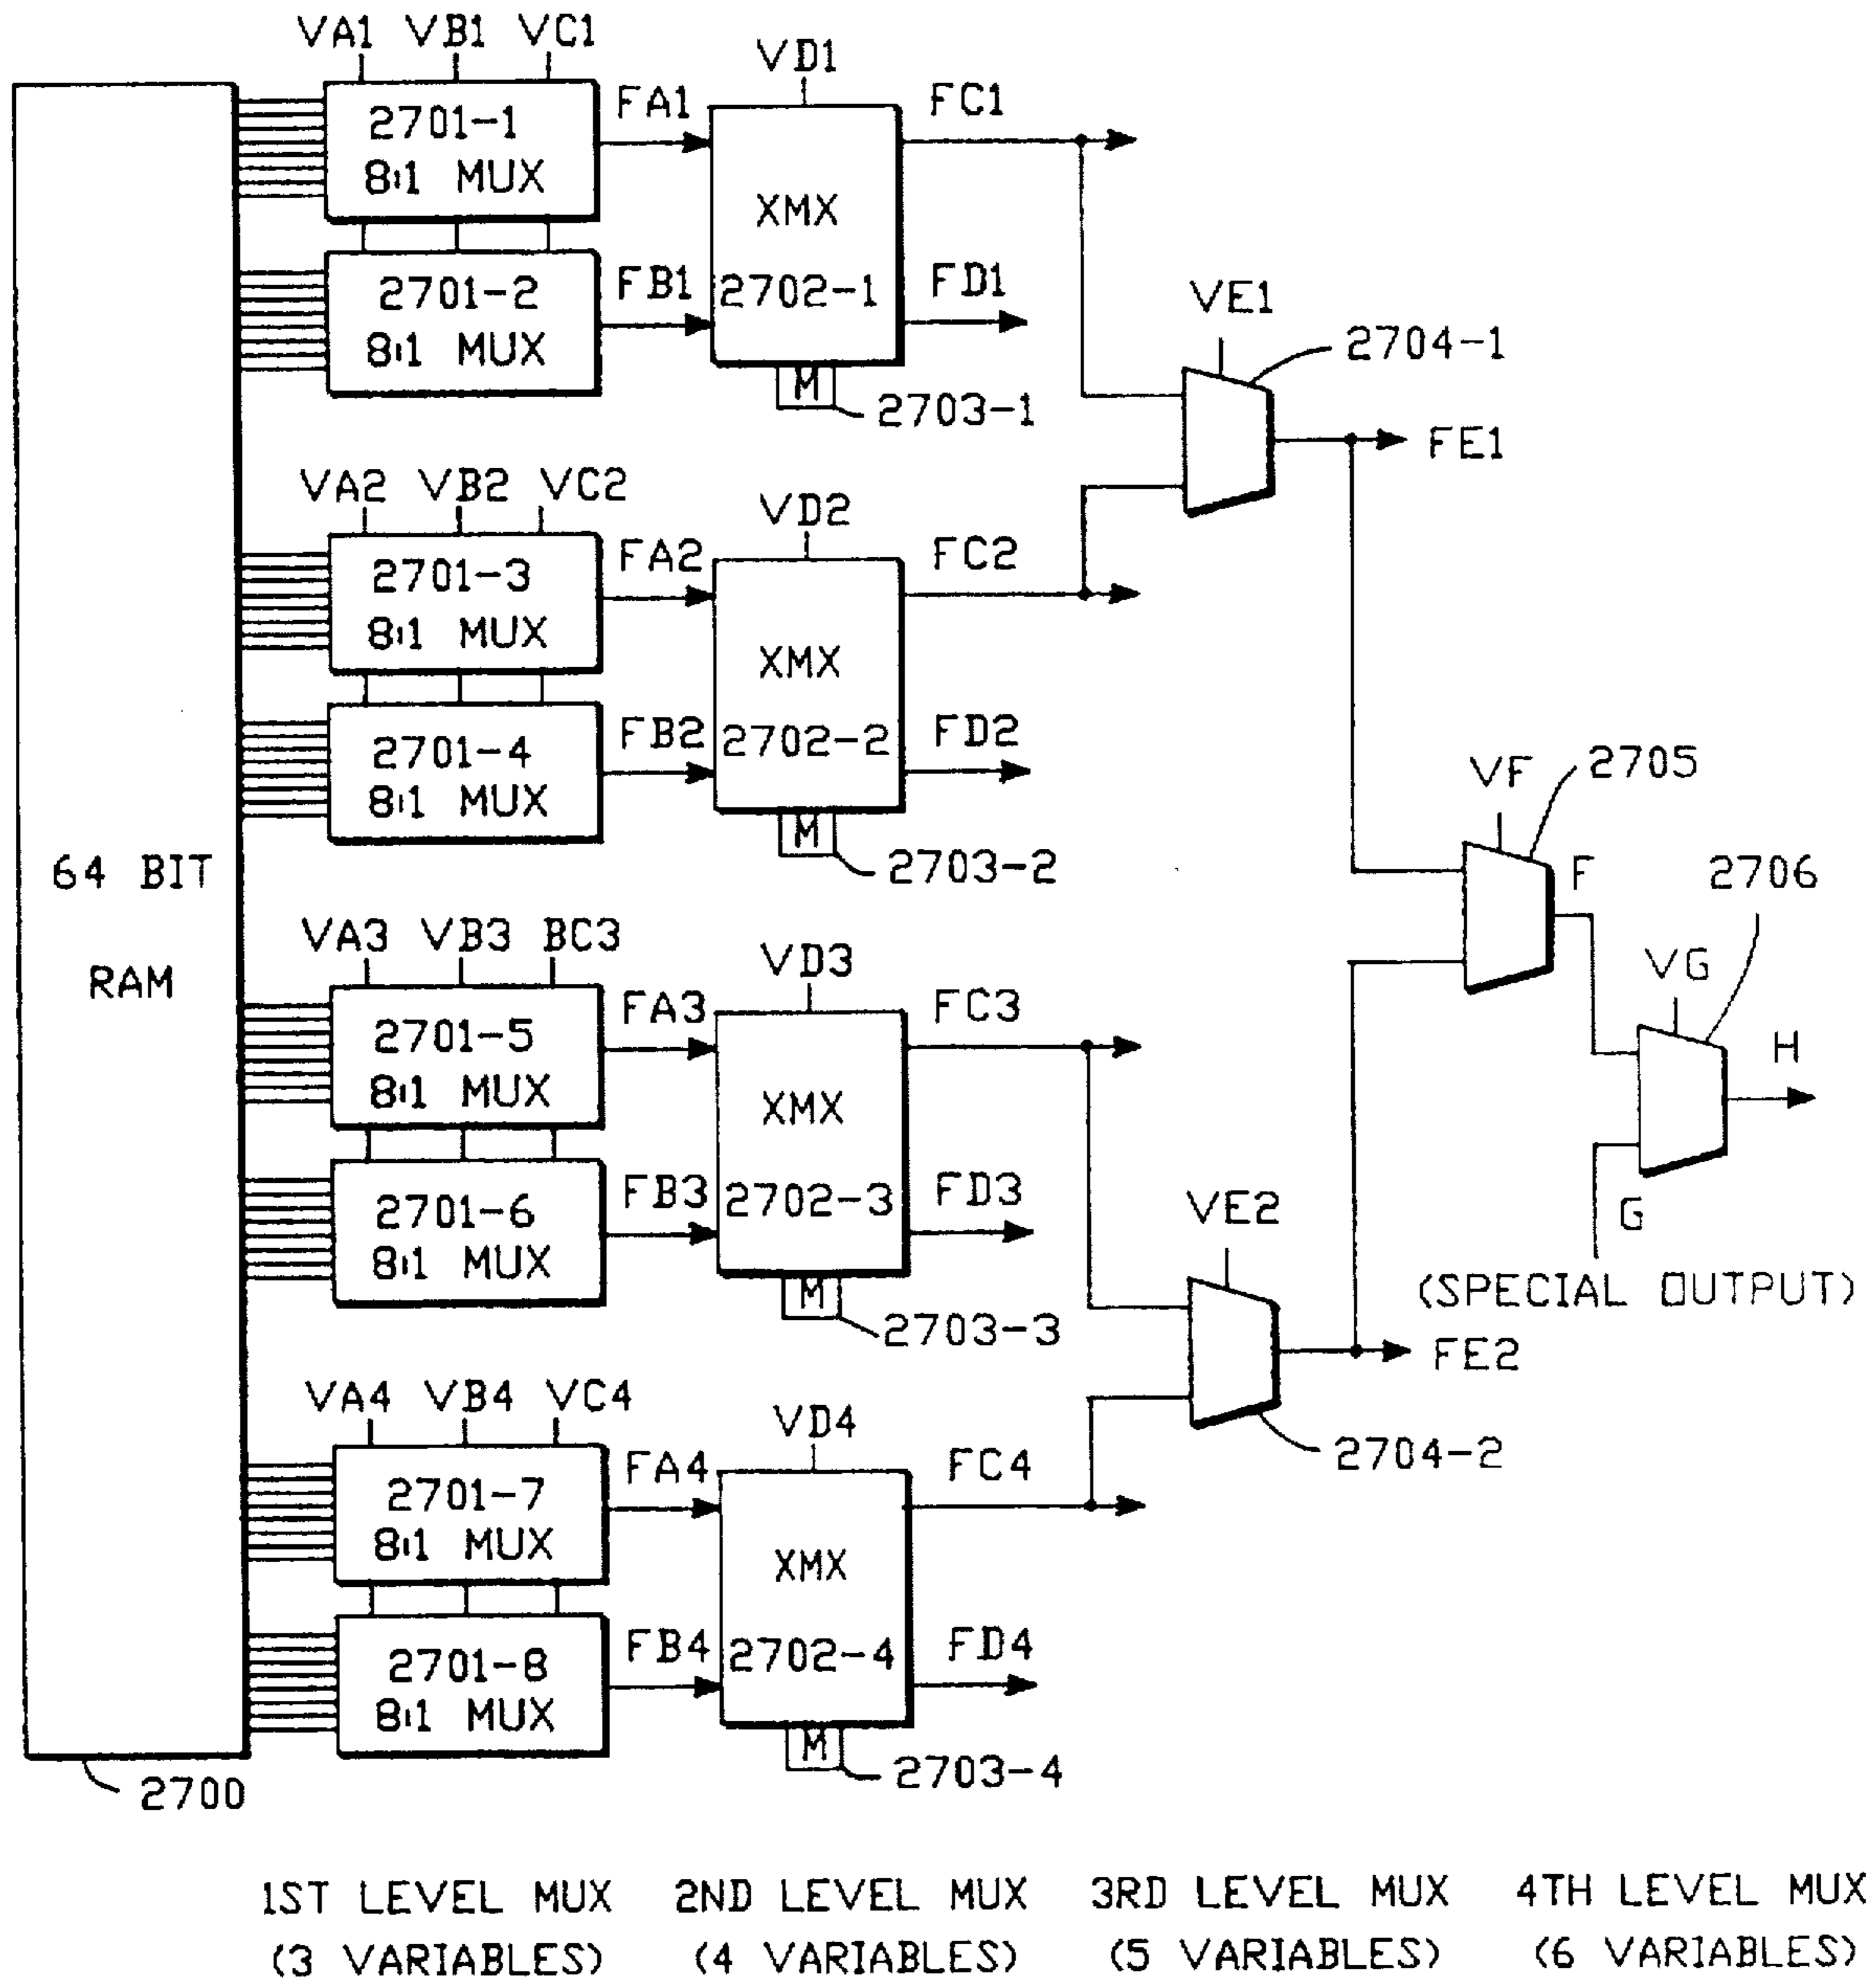 VA1 VB1 VC1
VD1
2701-1
8:1 MUX
FA1
FC1
XMX
2701-2
8:1 MUX
FB1
2702-1
FD1
VE1
2704-1
M
2703-1
FE1
VA2 VB2 VC2
VD2
2701-3
8:1 MUX
FA2
FC2
XMX
2701-4
8:1 MUX
FB2
2702-2
FD2
VF
2705
M
2703-2
F
2706
64 BIT
RAM
VA3 VB3 BC3
VD3
VG
2701-5
8:1 MUX
FA3
FC3
H
XMX
2701-6
8:1 MUX
FB3
2702-3
FD3
VE2
G
(SPECIAL OUTPUT)
M
2703-3
FE2
VA4 VB4 VC4
VD4
2704-2
2701-7
8:1 MUX
FA4
FC4
XMX
2701-8
8:1 MUX
FB4
2702-4
FD4
M
2703-4
2700
1ST LEVEL MUX 2ND LEVEL MUX 3RD LEVEL MUX 4TH LEVEL MUX
(3 VARIABLES) (4 VARIABLES) (5 VARIABLES) (6 VARIABLES)